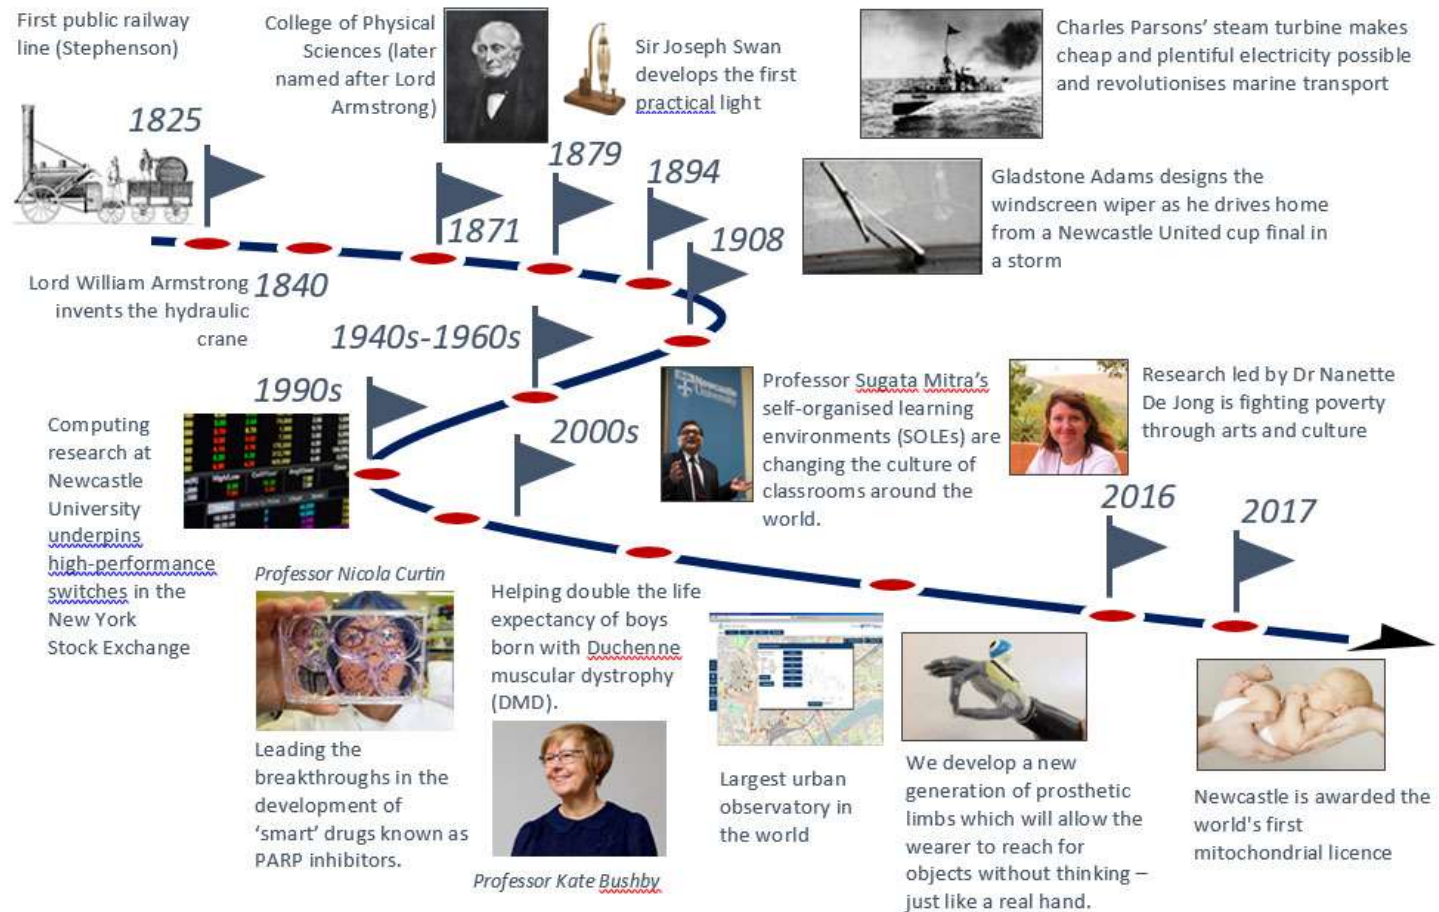 First public railway
line (Stephenson)
1825
College of Physical
Sciences (later
named after Lord
Armstrong)
1871
Sir Joseph Swan
develops the first
practical light
1879
1894
Charles Parsons’ steam turbine makes
cheap and plentiful electricity possible
and revolutionises marine transport
1908
Gladstone Adams designs the
windscreen wiper as he drives home
from a Newcastle United cup final in
a storm
Lord William Armstrong
invents the hydraulic
crane
1840
1940s-1960s
1990s
Computing
research at
Newcastle
University
underpins
high-performance
switches in the
New York
Stock Exchange
2000s
Newcastle
University
Professor Sugata Mitra’s
self-organised learning
environments (SOLEs) are
changing the culture of
classrooms around the
world.
Research led by Dr Nanette
De Jong is fighting poverty
through arts and culture
2016
2017
Professor Nicola Curtin
Leading the
breakthroughs in the
development of
‘smart’ drugs known as
PARP inhibitors.
Helping double the life
expectancy of boys
born with Duchenne
muscular dystrophy
(DMD).
Professor Kate Bushby
Largest urban
observatory in
the world
We develop a new
generation of prosthetic
limbs which will allow the
wearer to reach for
objects without thinking –
just like a real hand.
Newcastle is awarded the
world's first
mitochondrial licence